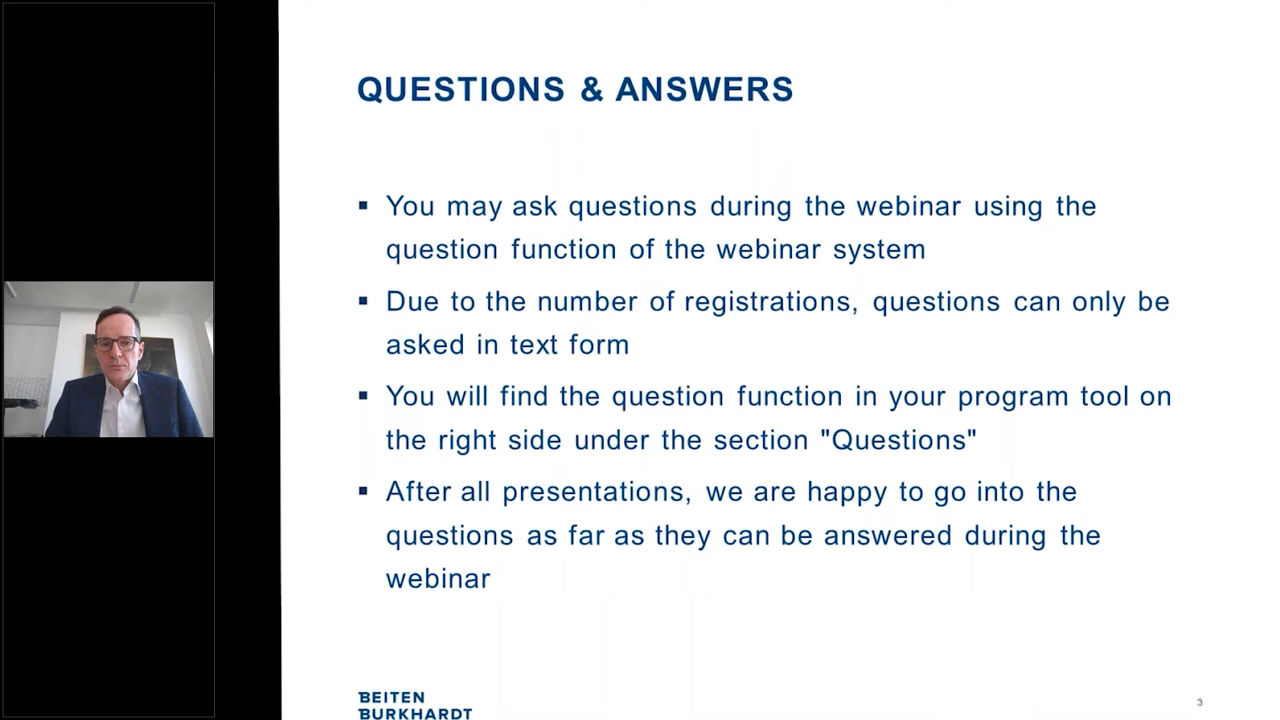 QUESTIONS & ANSWERS
▪ You may ask questions during the webinar using the
question function of the webinar system
▪ Due to the number of registrations, questions can only be
asked in text form
▪ You will find the question function in your program tool on
the right side under the section "Questions"
▪ After all presentations, we are happy to go into the
questions as far as they can be answered during the
webinar
BEITEN
BURKHARDT
3